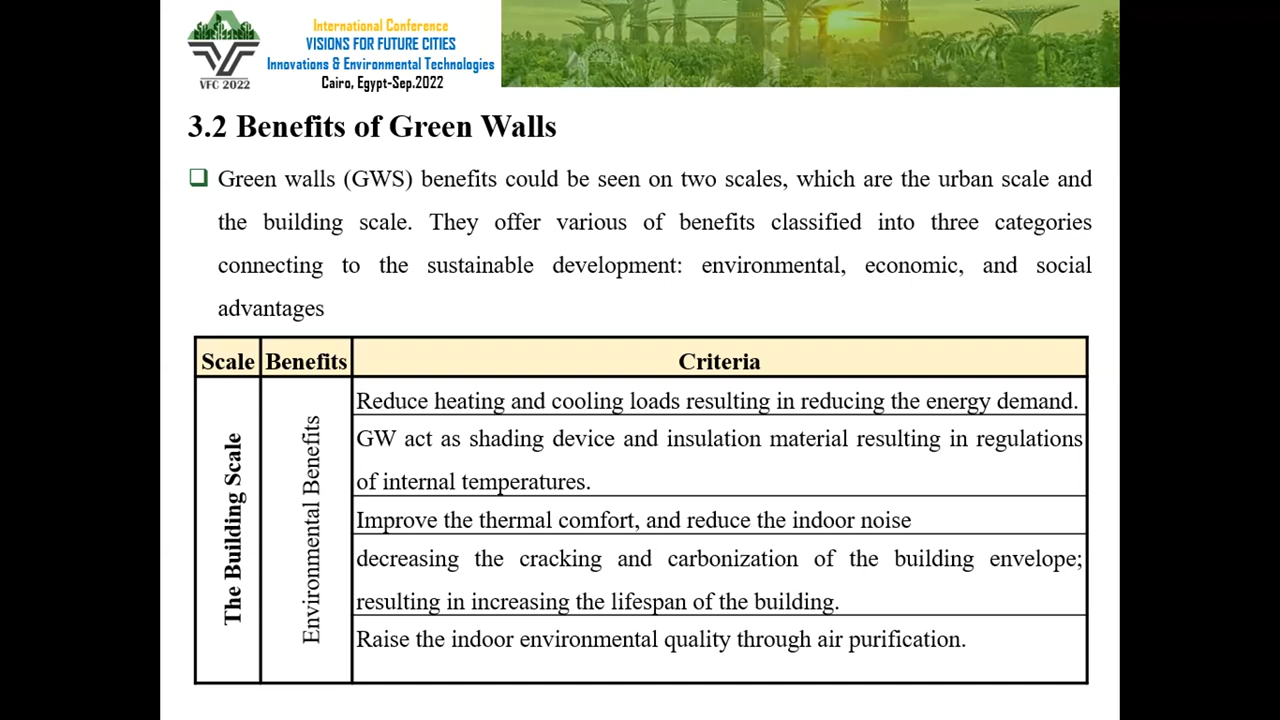 International Conference
VISIONS FOR FUTURE CITIES
Innovations & Environmental Technologies
Cairo, Egypt-Sep.2022
VFC 2022
3.2 Benefits of Green Walls
Green walls (GWS) benefits could be seen on two scales, which are the urban scale and
the building scale. They offer various of benefits classified into three categories
connecting to the sustainable development: environmental, economic, and social
advantages
Scale Benefits Criteria
The Building Scale
Environmental Benefits
Reduce heating and cooling loads resulting in reducing the energy demand.
GW act as shading device and insulation material resulting in regulations
of internal temperatures.
Improve the thermal comfort, and reduce the indoor noise
decreasing the cracking and carbonization of the building envelope;
resulting in increasing the lifespan of the building.
Raise the indoor environmental quality through air purification.